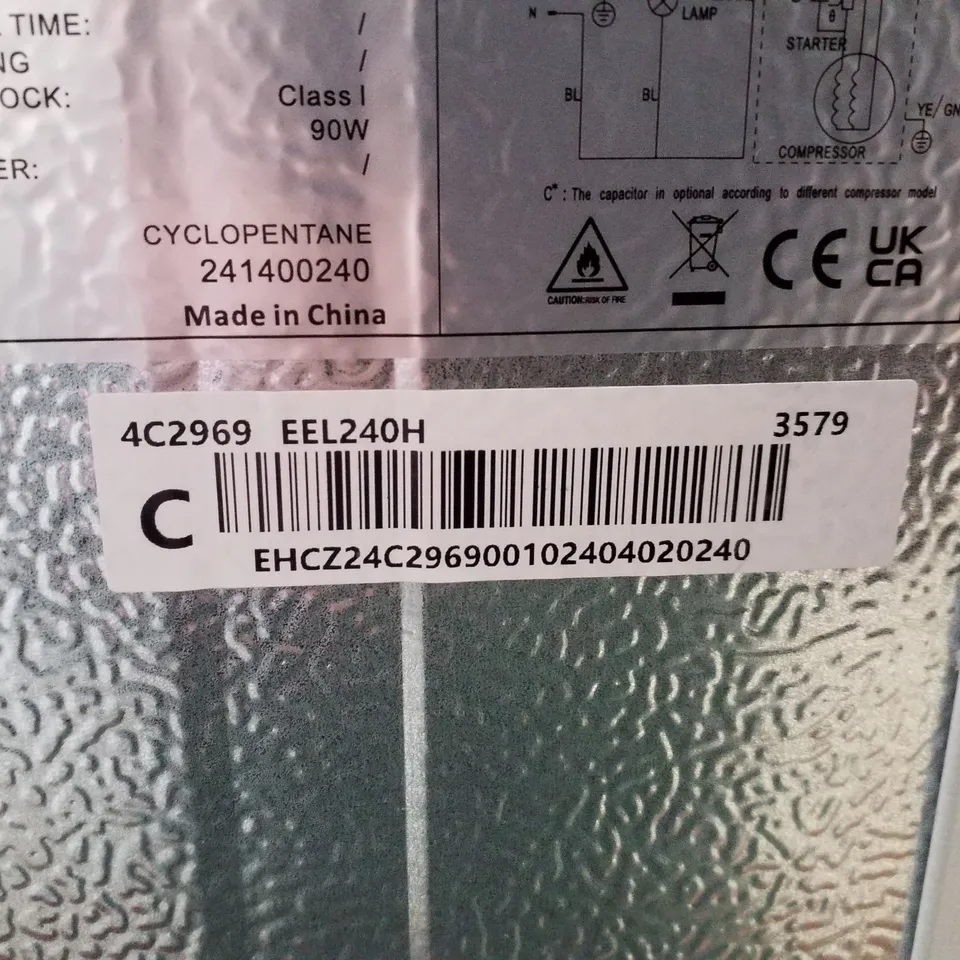 TIME: /
NG /
OCK: Class I
90W
ER: /
CYCLOPENTANE
241400240
Made in China
N
LAMP
θ
STARTER
BL BL
YE/GN
COMPRESSOR
C* : The capacitor in optional according to different compressor model
CAUTION:RISK OF FIRE
CE UK
CA
4C2969 EEL240H 3579
C
EHCZ24C296900102404020240